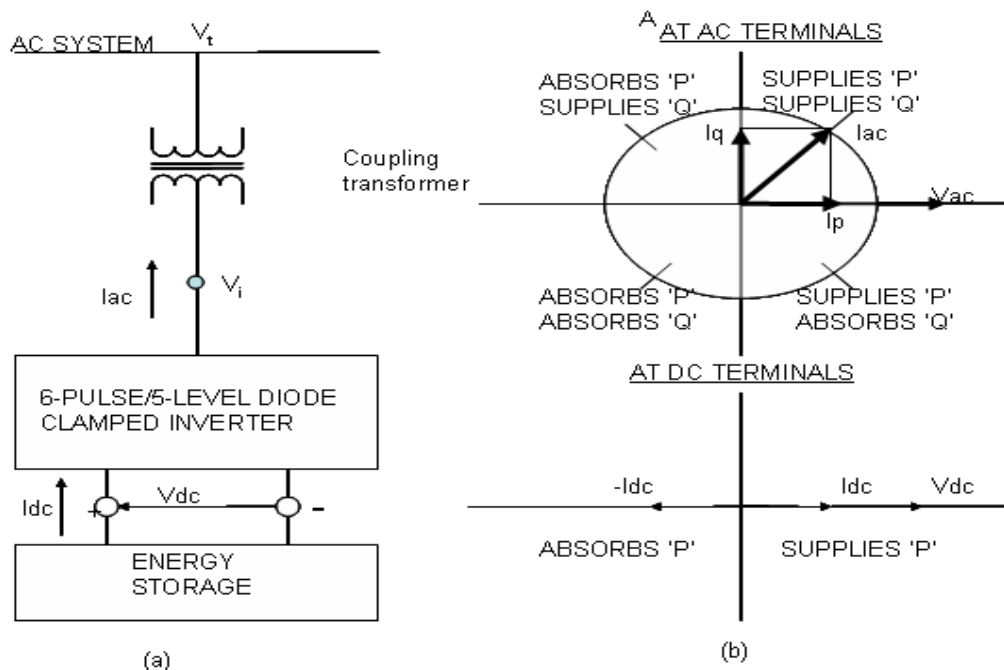 AC SYSTEM
Vt
Coupling
transformer
Iac
Vi
6-PULSE/5-LEVEL DIODE
CLAMPED INVERTER
Idc
+
Vdc
-
ENERGY
STORAGE
(a)
A
AT AC TERMINALS
ABSORBS 'P'
SUPPLIES 'Q'
SUPPLIES 'P'
SUPPLIES 'Q'
Iq
Iac
Vac
Ip
ABSORBS 'P'
ABSORBS 'Q'
SUPPLIES 'P'
ABSORBS 'Q'
AT DC TERMINALS
-Idc
Idc
Vdc
ABSORBS 'P'
SUPPLIES 'P'
(b)